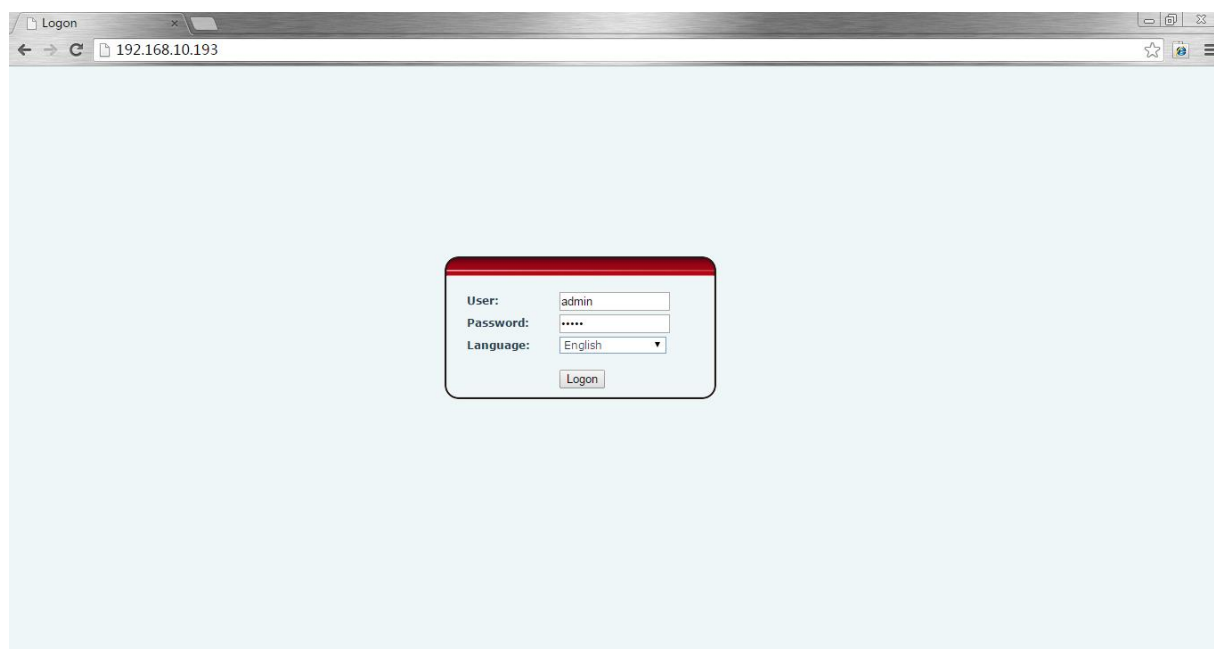 Logon
192.168.10.193
User: admin
Password: •••••
Language: English
Logon